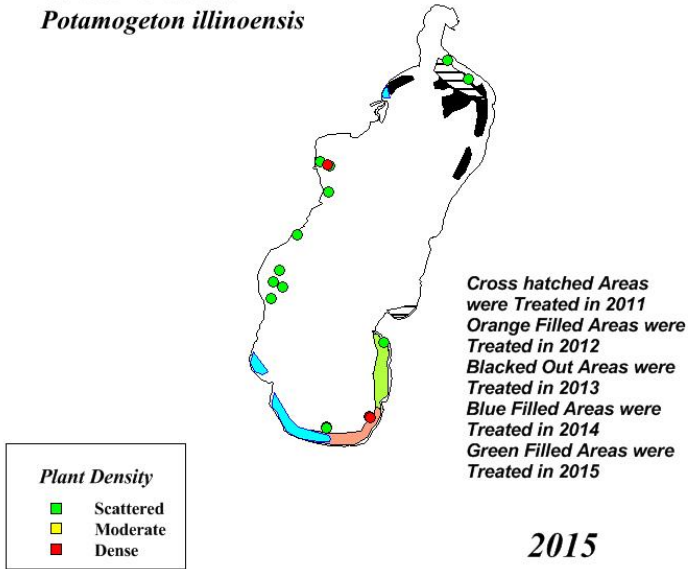 Potamogeton illinoensis
Cross hatched Areas
were Treated in 2011
Orange Filled Areas were
Treated in 2012
Blacked Out Areas were
Treated in 2013
Blue Filled Areas were
Treated in 2014
Green Filled Areas were
Treated in 2015
Plant Density
Scattered
Moderate
Dense
2015